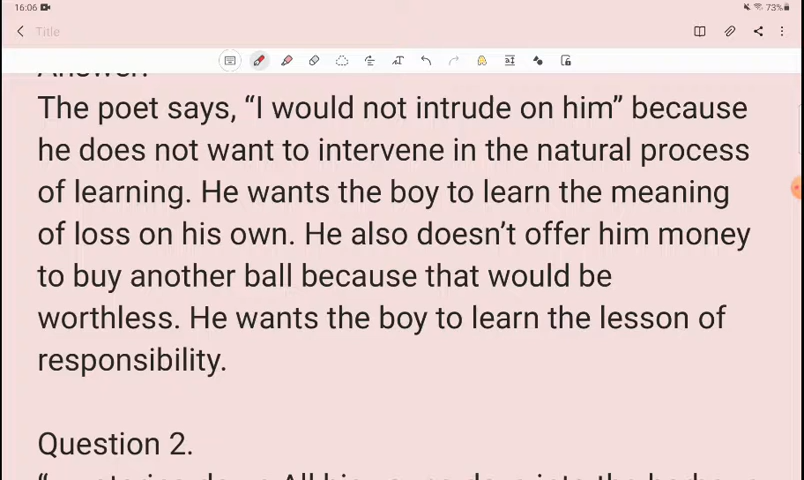 16:06
73%
Title
Answer:
The poet says, “I would not intrude on him” because
he does not want to intervene in the natural process
of learning. He wants the boy to learn the meaning
of loss on his own. He also doesn’t offer him money
to buy another ball because that would be
worthless. He wants the boy to learn the lesson of
responsibility.
Question 2.